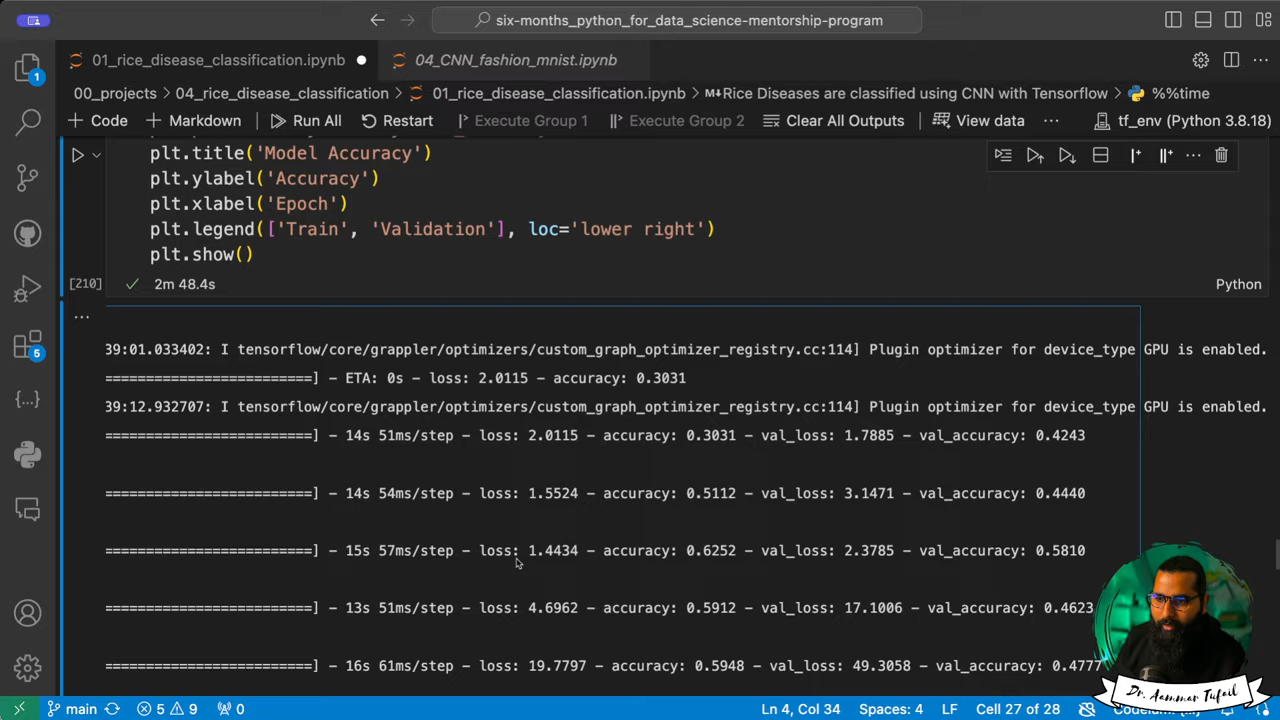 six-months_python_for_data_science-mentorship-program
01_rice_disease_classification.ipynb
04_CNN_fashion_mnist.ipynb
00_projects > 04_rice_disease_classification > 01_rice_disease_classification.ipynb > M↓Rice Diseases are classified using CNN with Tensorflow > %%time
+ Code + Markdown Run All Restart Execute Group 1 Execute Group 2 Clear All Outputs View data ... tf_env (Python 3.8.18)
plt.title('Model Accuracy')
plt.ylabel('Accuracy')
plt.xlabel('Epoch')
plt.legend(['Train', 'Validation'], loc='lower right')
plt.show()
[210] ✓ 2m 48.4s Python
...
39:01.033402: I tensorflow/core/grappler/optimizers/custom_graph_optimizer_registry.cc:114] Plugin optimizer for device_type GPU is enabled.
========================] - ETA: 0s - loss: 2.0115 - accuracy: 0.3031
39:12.932707: I tensorflow/core/grappler/optimizers/custom_graph_optimizer_registry.cc:114] Plugin optimizer for device_type GPU is enabled.
========================] - 14s 51ms/step - loss: 2.0115 - accuracy: 0.3031 - val_loss: 1.7885 - val_accuracy: 0.4243
========================] - 14s 54ms/step - loss: 1.5524 - accuracy: 0.5112 - val_loss: 3.1471 - val_accuracy: 0.4440
========================] - 15s 57ms/step - loss: 1.4434 - accuracy: 0.6252 - val_loss: 2.3785 - val_accuracy: 0.5810
========================] - 13s 51ms/step - loss: 4.6962 - accuracy: 0.5912 - val_loss: 17.1006 - val_accuracy: 0.4623
========================] - 16s 61ms/step - loss: 19.7797 - accuracy: 0.5948 - val_loss: 49.3058 - val_accuracy: 0.4777
1
5
Dr. Aammar Tufail
main 5 9 0 Ln 4, Col 34 Spaces: 4 LF Cell 27 of 28